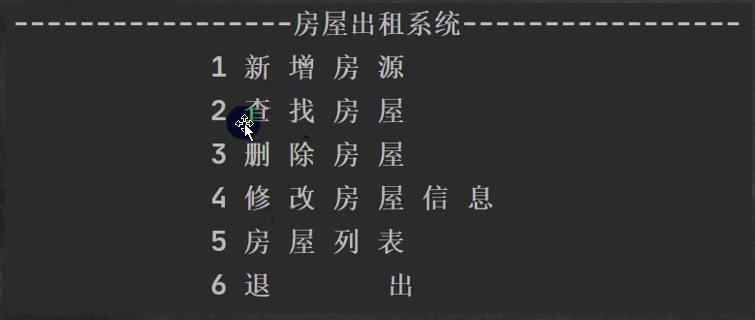 -----------------房屋出租系统-----------------
1 新 增 房 源
2 查 找 房 屋
3 删 除 房 屋
4 修 改 房 屋 信 息
5 房 屋 列 表
6 退       出